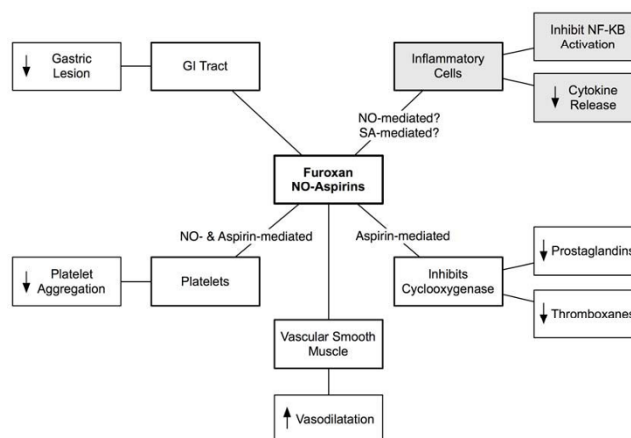 Gastric
Lesion
GI Tract
Inflammatory
Cells
Inhibit NF-KB
Activation
Cytokine
Release
NO-mediated?
SA-mediated?
Furoxan
NO-Aspirins
NO- & Aspirin-mediated
Aspirin-mediated
Platelet
Aggregation
Platelets
Inhibits
Cyclooxygenase
Prostaglandins
Thromboxanes
Vascular Smooth
Muscle
Vasodilatation